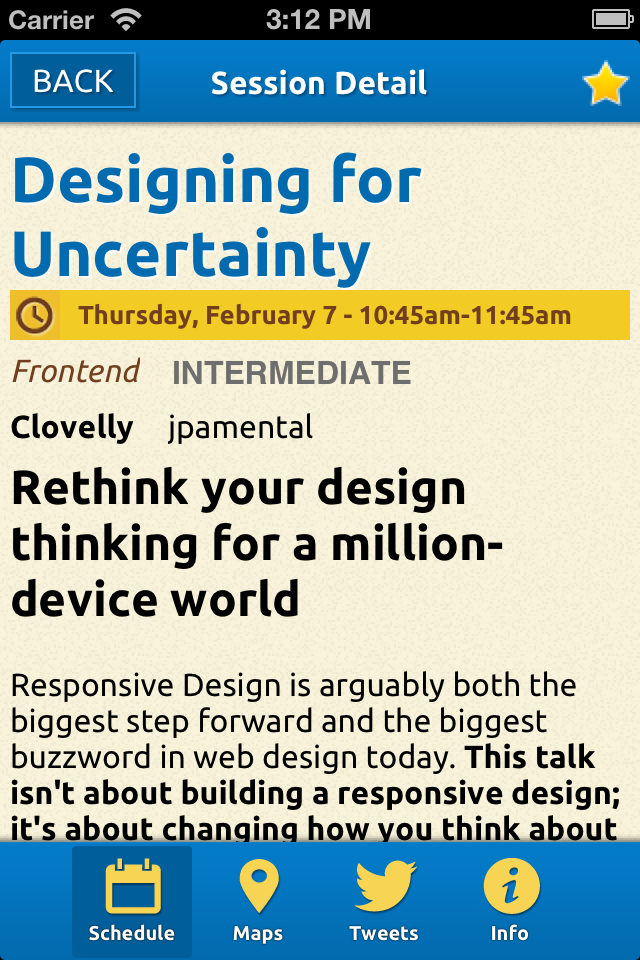 Carrier 3:12 PM
BACK Session Detail
Designing for
Uncertainty
Thursday, February 7 - 10:45am-11:45am
Frontend INTERMEDIATE
Clovelly jpamental
Rethink your design
thinking for a million-
device world
Responsive Design is arguably both the
biggest step forward and the biggest
buzzword in web design today. This talk
isn't about building a responsive design;
it's about changing how you think about
Schedule Maps Tweets Info